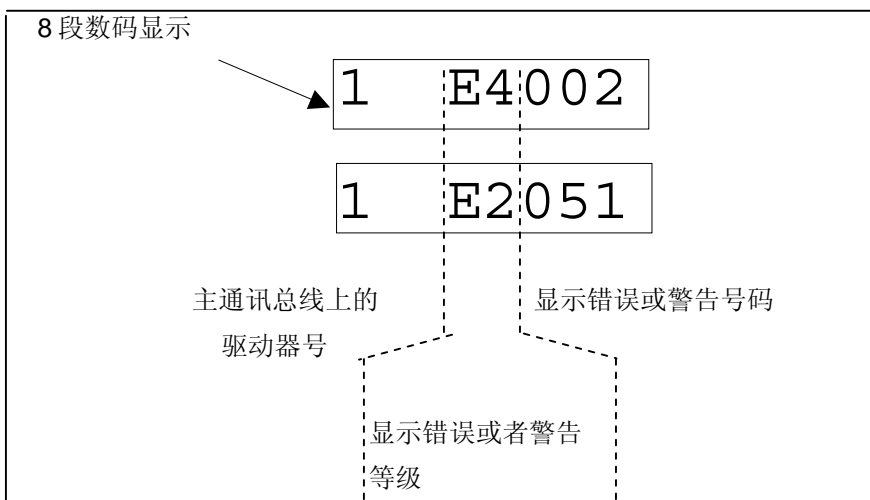 8 段数码显示
1 E4002
1 E2051
主通讯总线上的
驱动器号
显示错误或警告号码
显示错误或者警告
等级